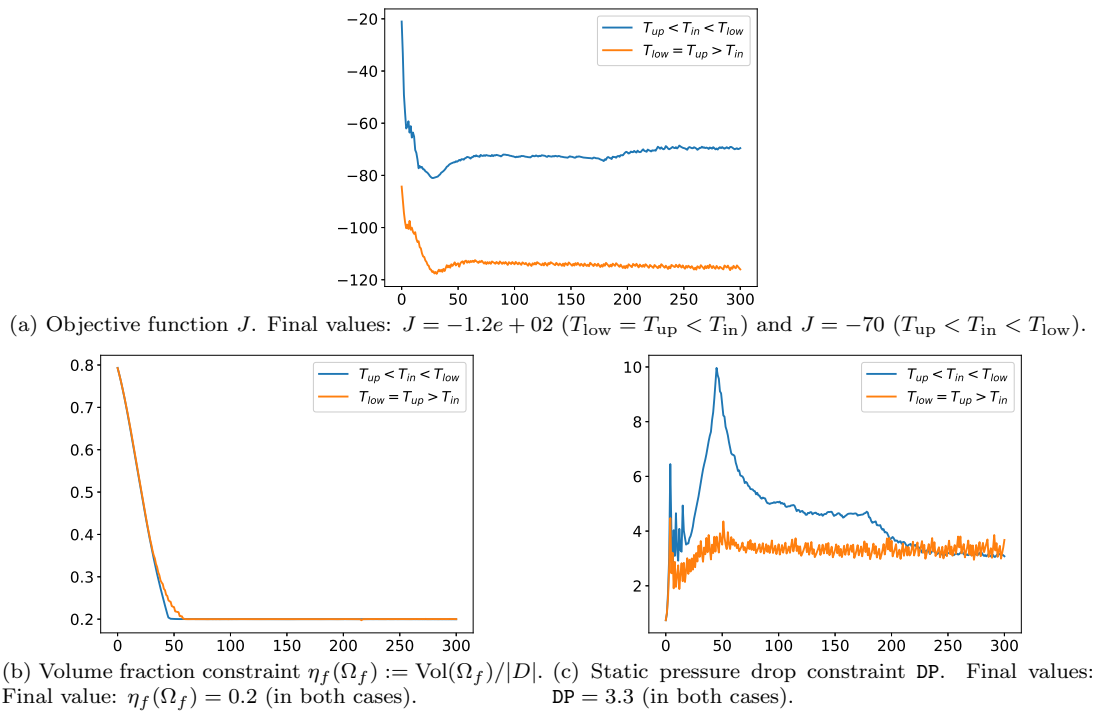 −20
−40
−60
−80
−100
−120
0 50 100 150 200 250 300
T_up < T_in < T_low
T_low = T_up > T_in
(a) Objective function J. Final values: J = −1.2e + 02 (T_low = T_up < T_in) and J = −70 (T_up < T_in < T_low).
0.8
0.7
0.6
0.5
0.4
0.3
0.2
0 50 100 150 200 250 300
T_up < T_in < T_low
T_low = T_up > T_in
10
8
6
4
2
0 50 100 150 200 250 300
T_up < T_in < T_low
T_low = T_up > T_in
(b) Volume fraction constraint η_f(Ω_f) := Vol(Ω_f)/|D|.
Final value: η_f(Ω_f) = 0.2 (in both cases).
(c) Static pressure drop constraint DP. Final values:
DP = 3.3 (in both cases).